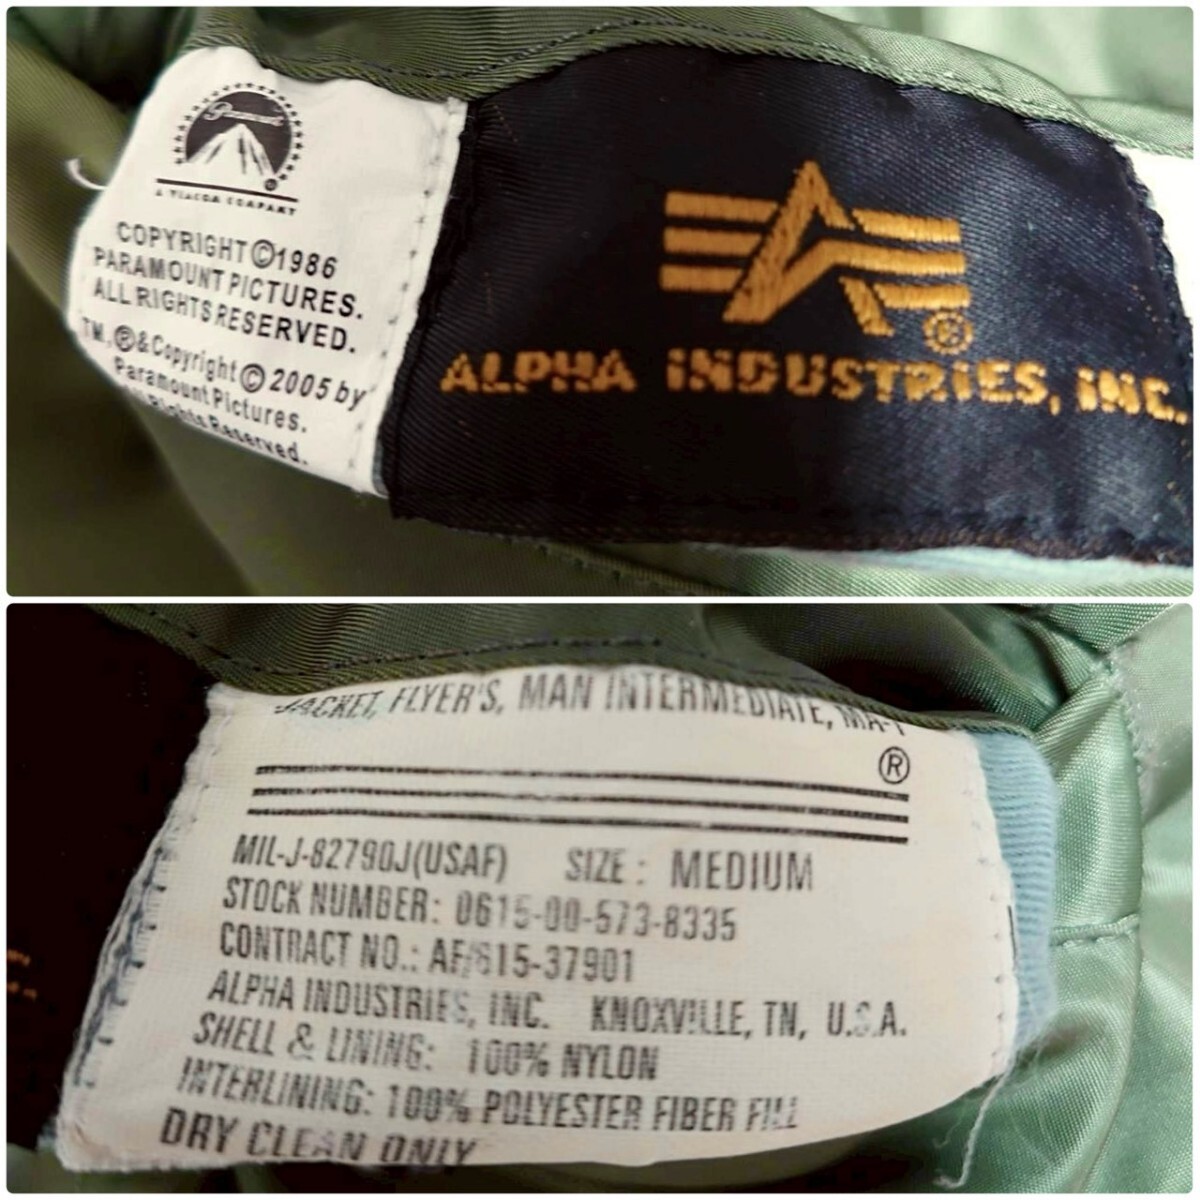 Paramount
A VIACOM COMPANY
COPYRIGHT ©1986
PARAMOUNT PICTURES.
ALL RIGHTS RESERVED.
TM, ® & Copyright © 2005 by
Paramount Pictures.
All Rights Reserved.
®
ALPHA INDUSTRIES, INC.
JACKET, FLYER'S, MAN INTERMEDIATE, MA-1
®
MIL-J-82790J(USAF) SIZE: MEDIUM
STOCK NUMBER: 0615-00-573-8335
CONTRACT NO.: AF/615-37901
ALPHA INDUSTRIES, INC. KNOXVILLE, TN, U.S.A.
SHELL & LINING: 100% NYLON
INTERLINING: 100% POLYESTER FIBER FILL
DRY CLEAN ONLY